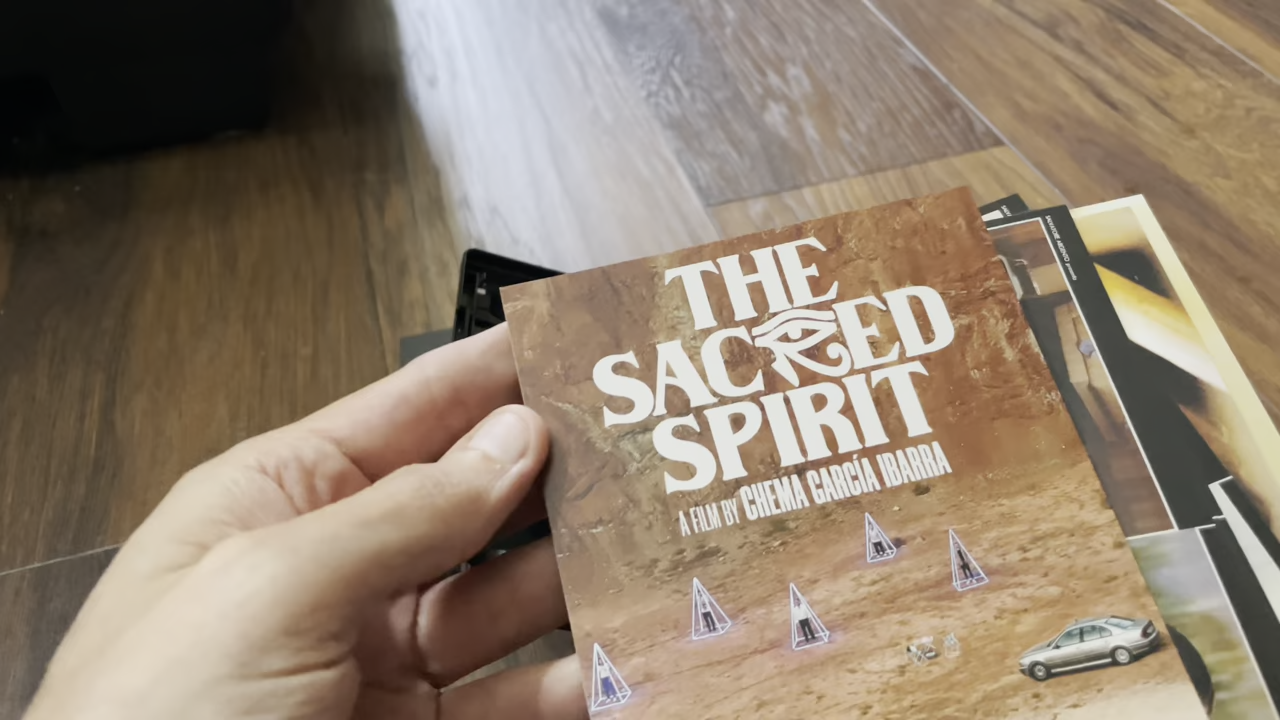 THE
SACRED
SPIRIT
A FILM BY CHEMA GARCÍA IBARRA